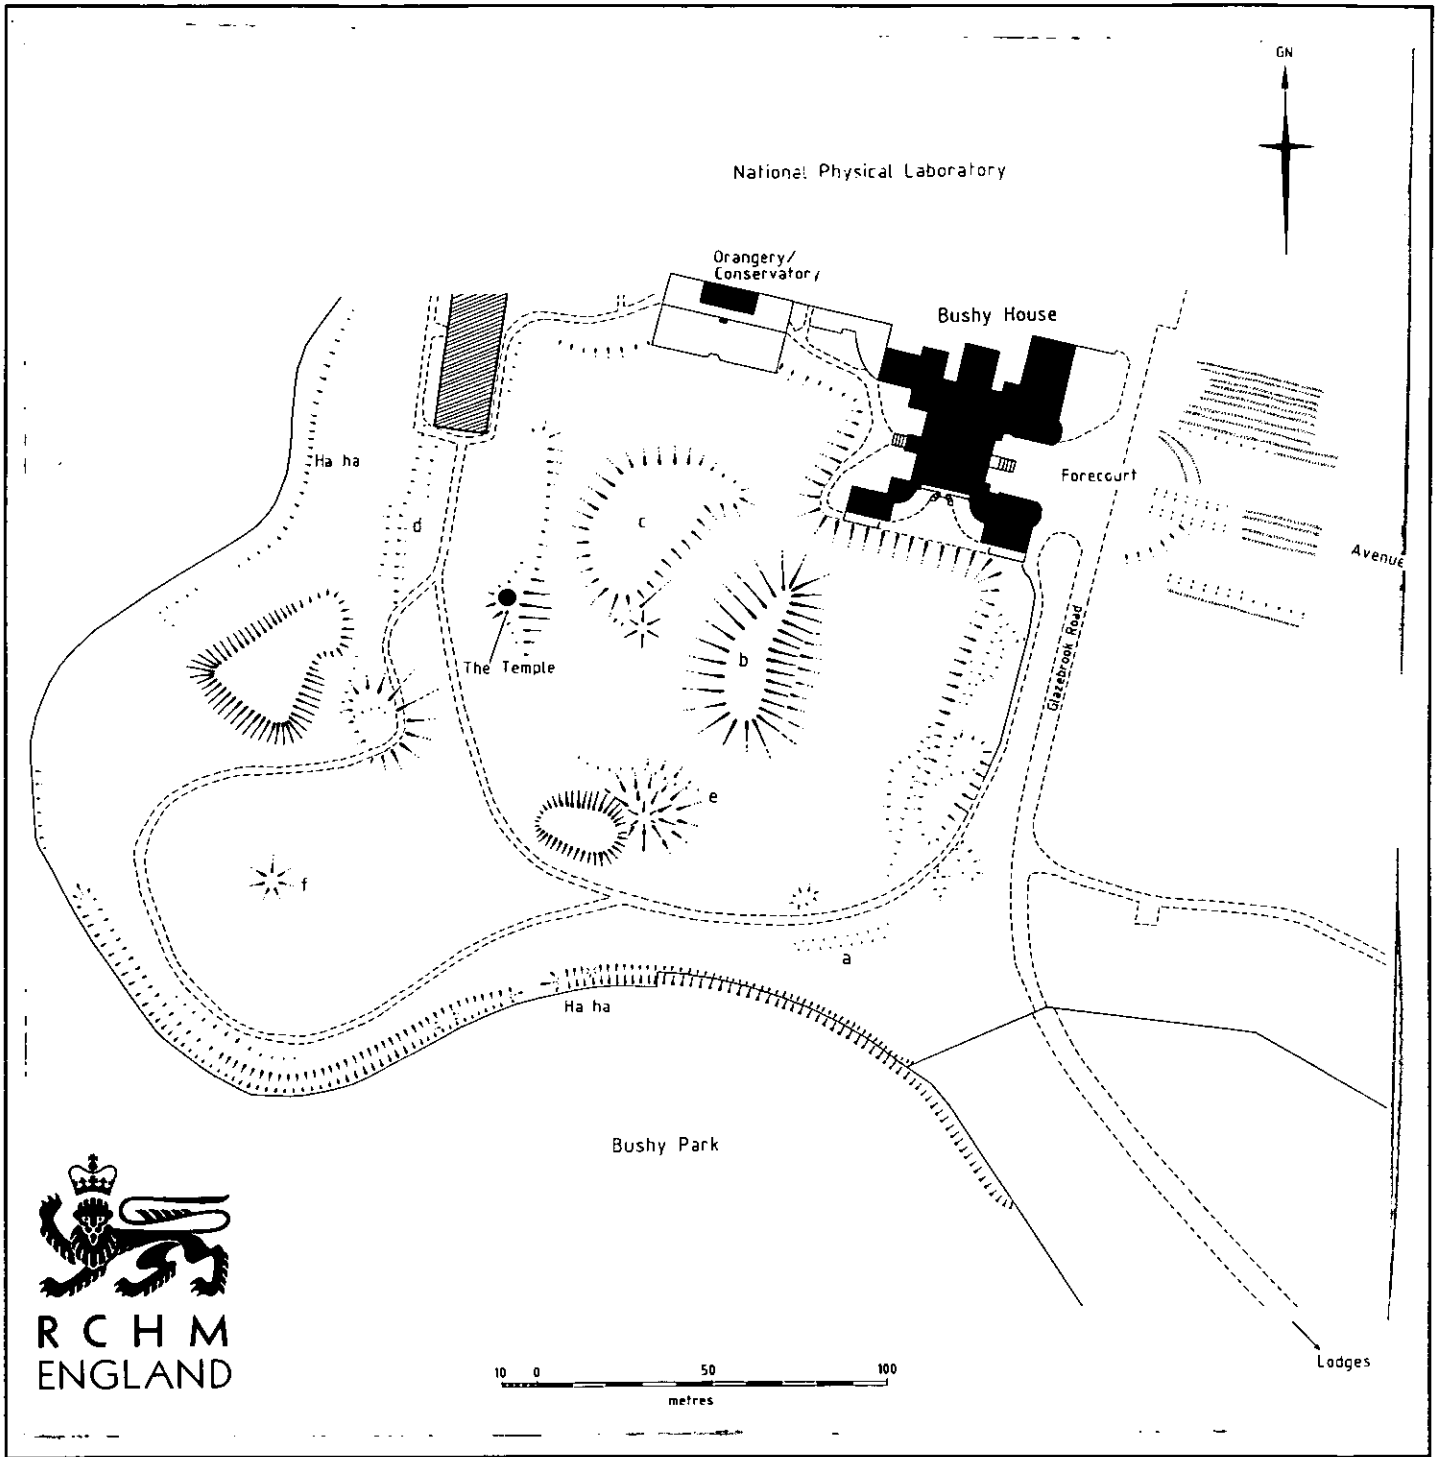 GN
National Physical Laboratory
Orangery/
Conservatory
Bushy House
Ha ha
Forecourt
c
d
Avenue
Glazebrook Road
The Temple
b
e
f
a
Ha ha
Bushy Park
RCHM
ENGLAND
10 0 50 100
metres
Lodges